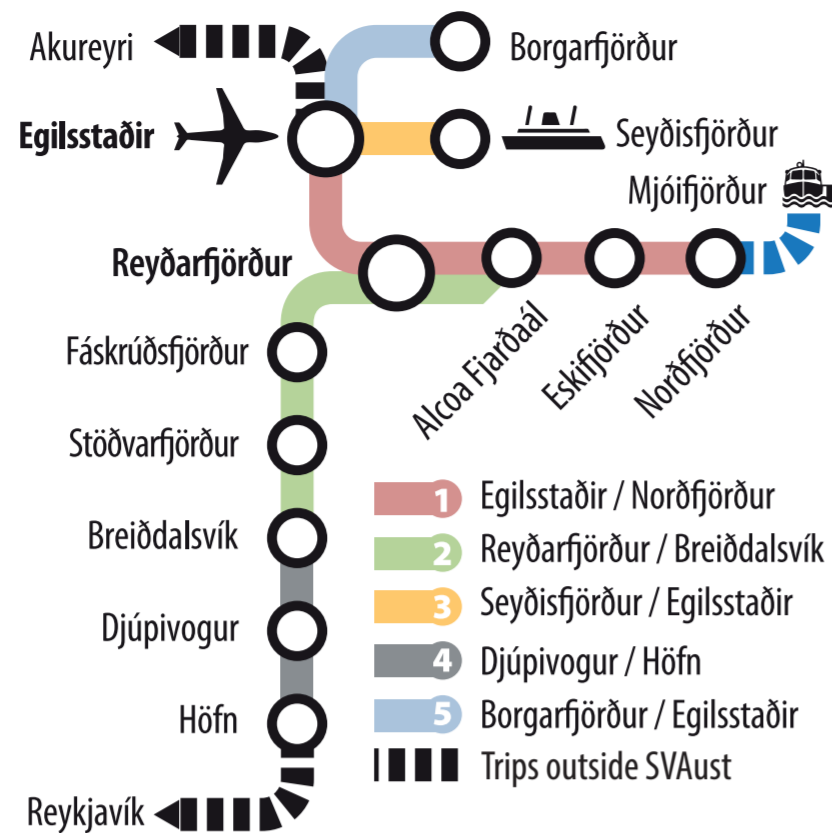 Akureyri
Borgarfjörður
Egilsstaðir
Seyðisfjörður
Mjóifjörður
Reyðarfjörður
Alcoa Fjarðaál
Eskifjörður
Norðfjörður
Fáskrúðsfjörður
Stöðvarfjörður
Breiðdalsvík
Djúpivogur
Höfn
Reykjavík
1 Egilsstaðir / Norðfjörður
2 Reyðarfjörður / Breiðdalsvík
3 Seyðisfjörður / Egilsstaðir
4 Djúpivogur / Höfn
5 Borgarfjörður / Egilsstaðir
Trips outside SVAust